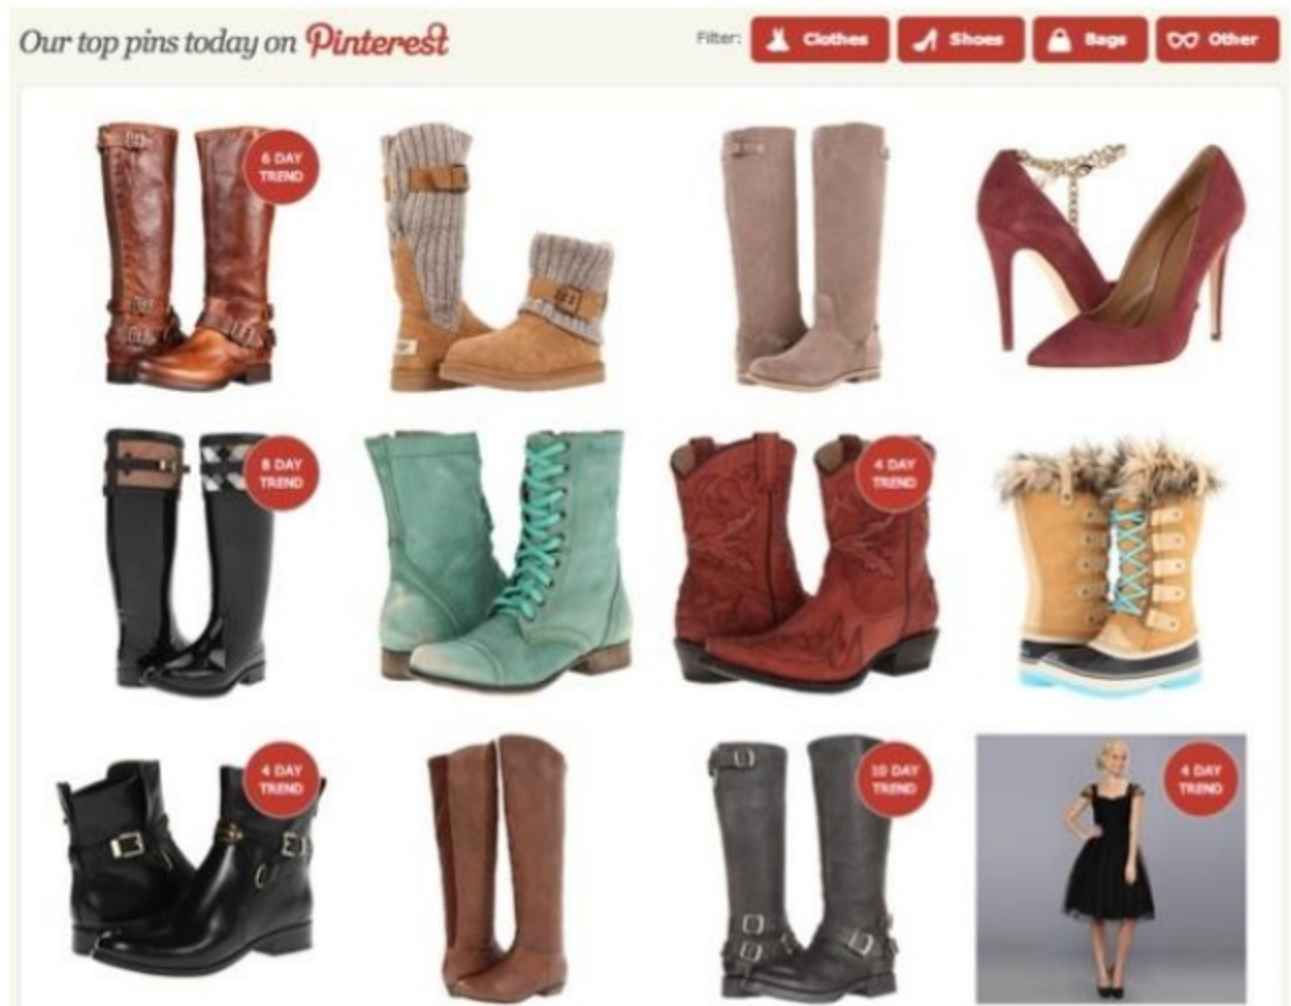 Our top pins today on Pinterest
Filter: Clothes Shoes Bags Other
6 DAY
TREND
8 DAY
TREND
4 DAY
TREND
4 DAY
TREND
10 DAY
TREND
4 DAY
TREND